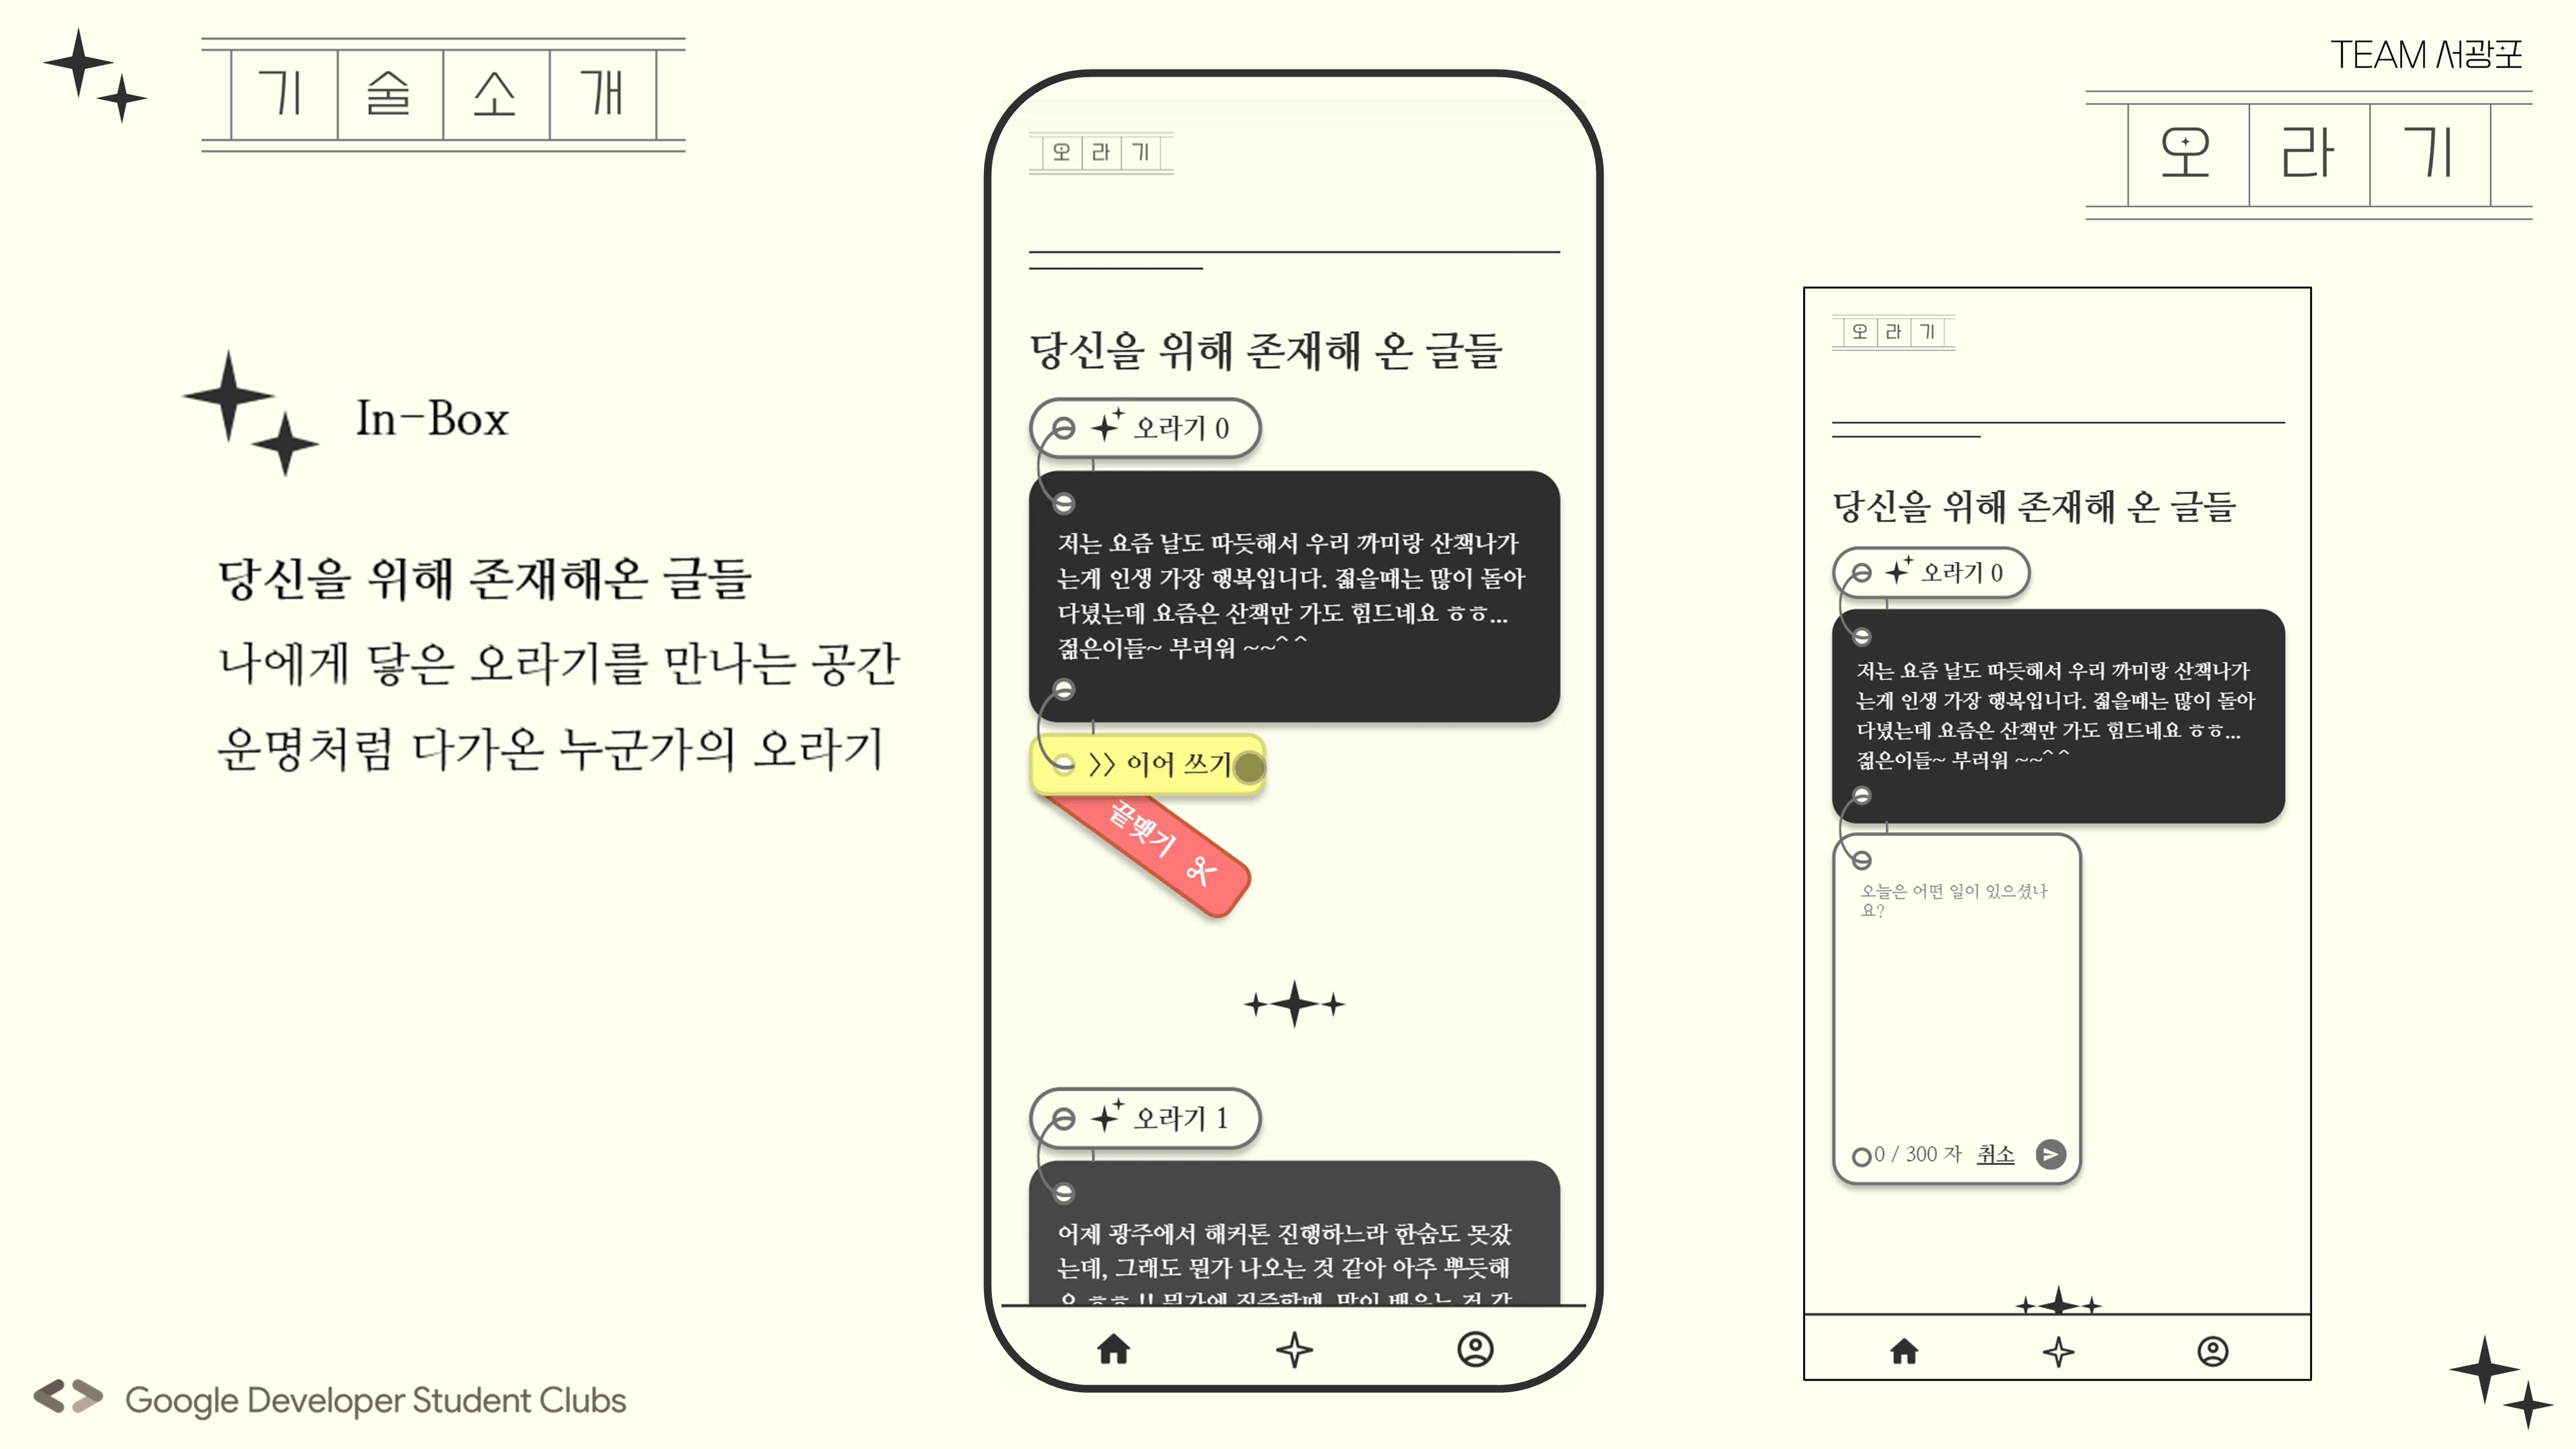 기술소개
TEAM 서광포
오라기
In-Box
당신을 위해 존재해온 글들
나에게 닿은 오라기를 만나는 공간
운명처럼 다가온 누군가의 오라기
오라기
당신을 위해 존재해 온 글들
오라기 0
저는 요즘 날도 따듯해서 우리 까미랑 산책나가
는게 인생 가장 행복입니다. 젋을때는 많이 돌아
다녔는데 요즘은 산책만 가도 힘드네요 ㅎㅎ...
젊은이들~ 부러워 ~~^^
>> 이어 쓰기
끝맺기
오라기 1
어제 광주에서 해커톤 진행하느라 한숨도 못잤
는데, 그래도 뭔가 나오는 것 같아 아주 뿌듯해
오라기
당신을 위해 존재해 온 글들
오라기 0
저는 요즘 날도 따듯해서 우리 까미랑 산책나가
는게 인생 가장 행복입니다. 젋을때는 많이 돌아
다녔는데 요즘은 산책만 가도 힘드네요 ㅎㅎ...
젊은이들~ 부러워 ~~^^
오늘은 어떤 일이 있으셨나
요?
0 / 300 자 취소
Google Developer Student Clubs